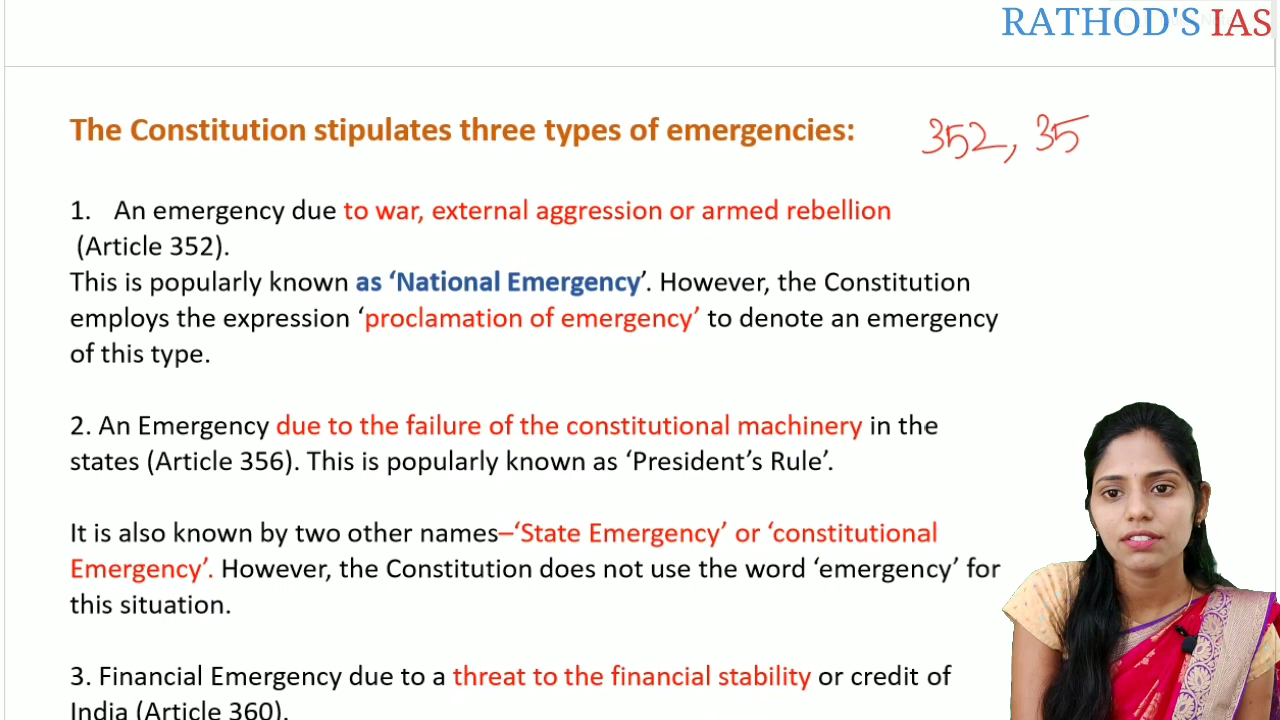 RATHOD'S IAS
The Constitution stipulates three types of emergencies: 352, 35
1. An emergency due to war, external aggression or armed rebellion
(Article 352).
This is popularly known as ‘National Emergency’. However, the Constitution
employs the expression ‘proclamation of emergency’ to denote an emergency
of this type.
2. An Emergency due to the failure of the constitutional machinery in the
states (Article 356). This is popularly known as ‘President’s Rule’.
It is also known by two other names–‘State Emergency’ or ‘constitutional
Emergency’. However, the Constitution does not use the word ‘emergency’ for
this situation.
3. Financial Emergency due to a threat to the financial stability or credit of
India (Article 360).